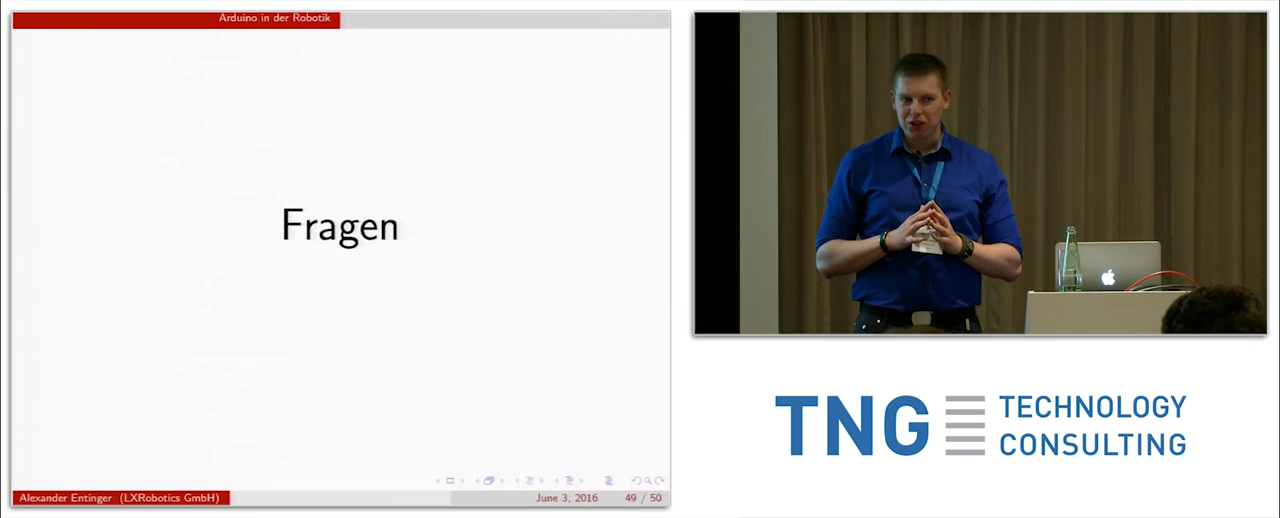 Arduino in der Robotik
Fragen
Alexander Entinger (LXRobotics GmbH)
June 3, 2016
49 / 50
TNG TECHNOLOGY
CONSULTING